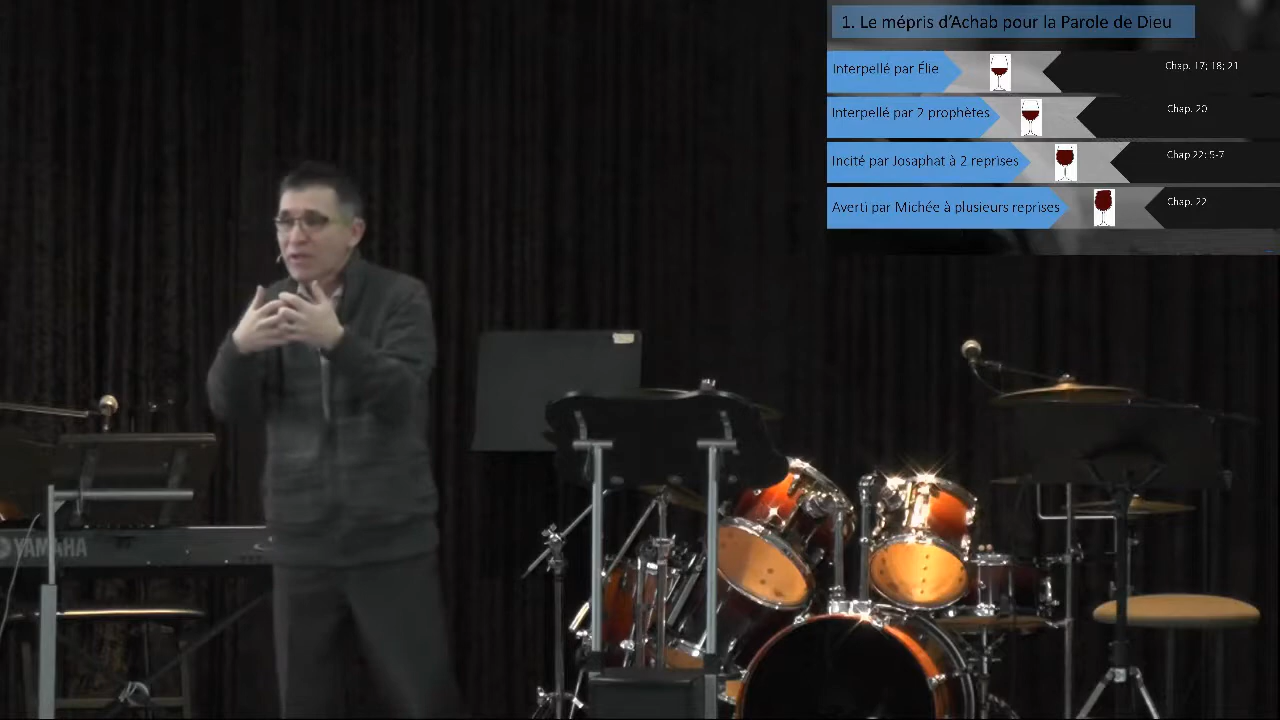 1. Le mépris d'Achab pour la Parole de Dieu
Interpellé par Élie
Chap. 17; 18; 21
Interpellé par 2 prophètes
Chap. 20
Incité par Josaphat à 2 reprises
Chap 22: 5-7
Averti par Michée à plusieurs reprises
Chap. 22
YAMAHA